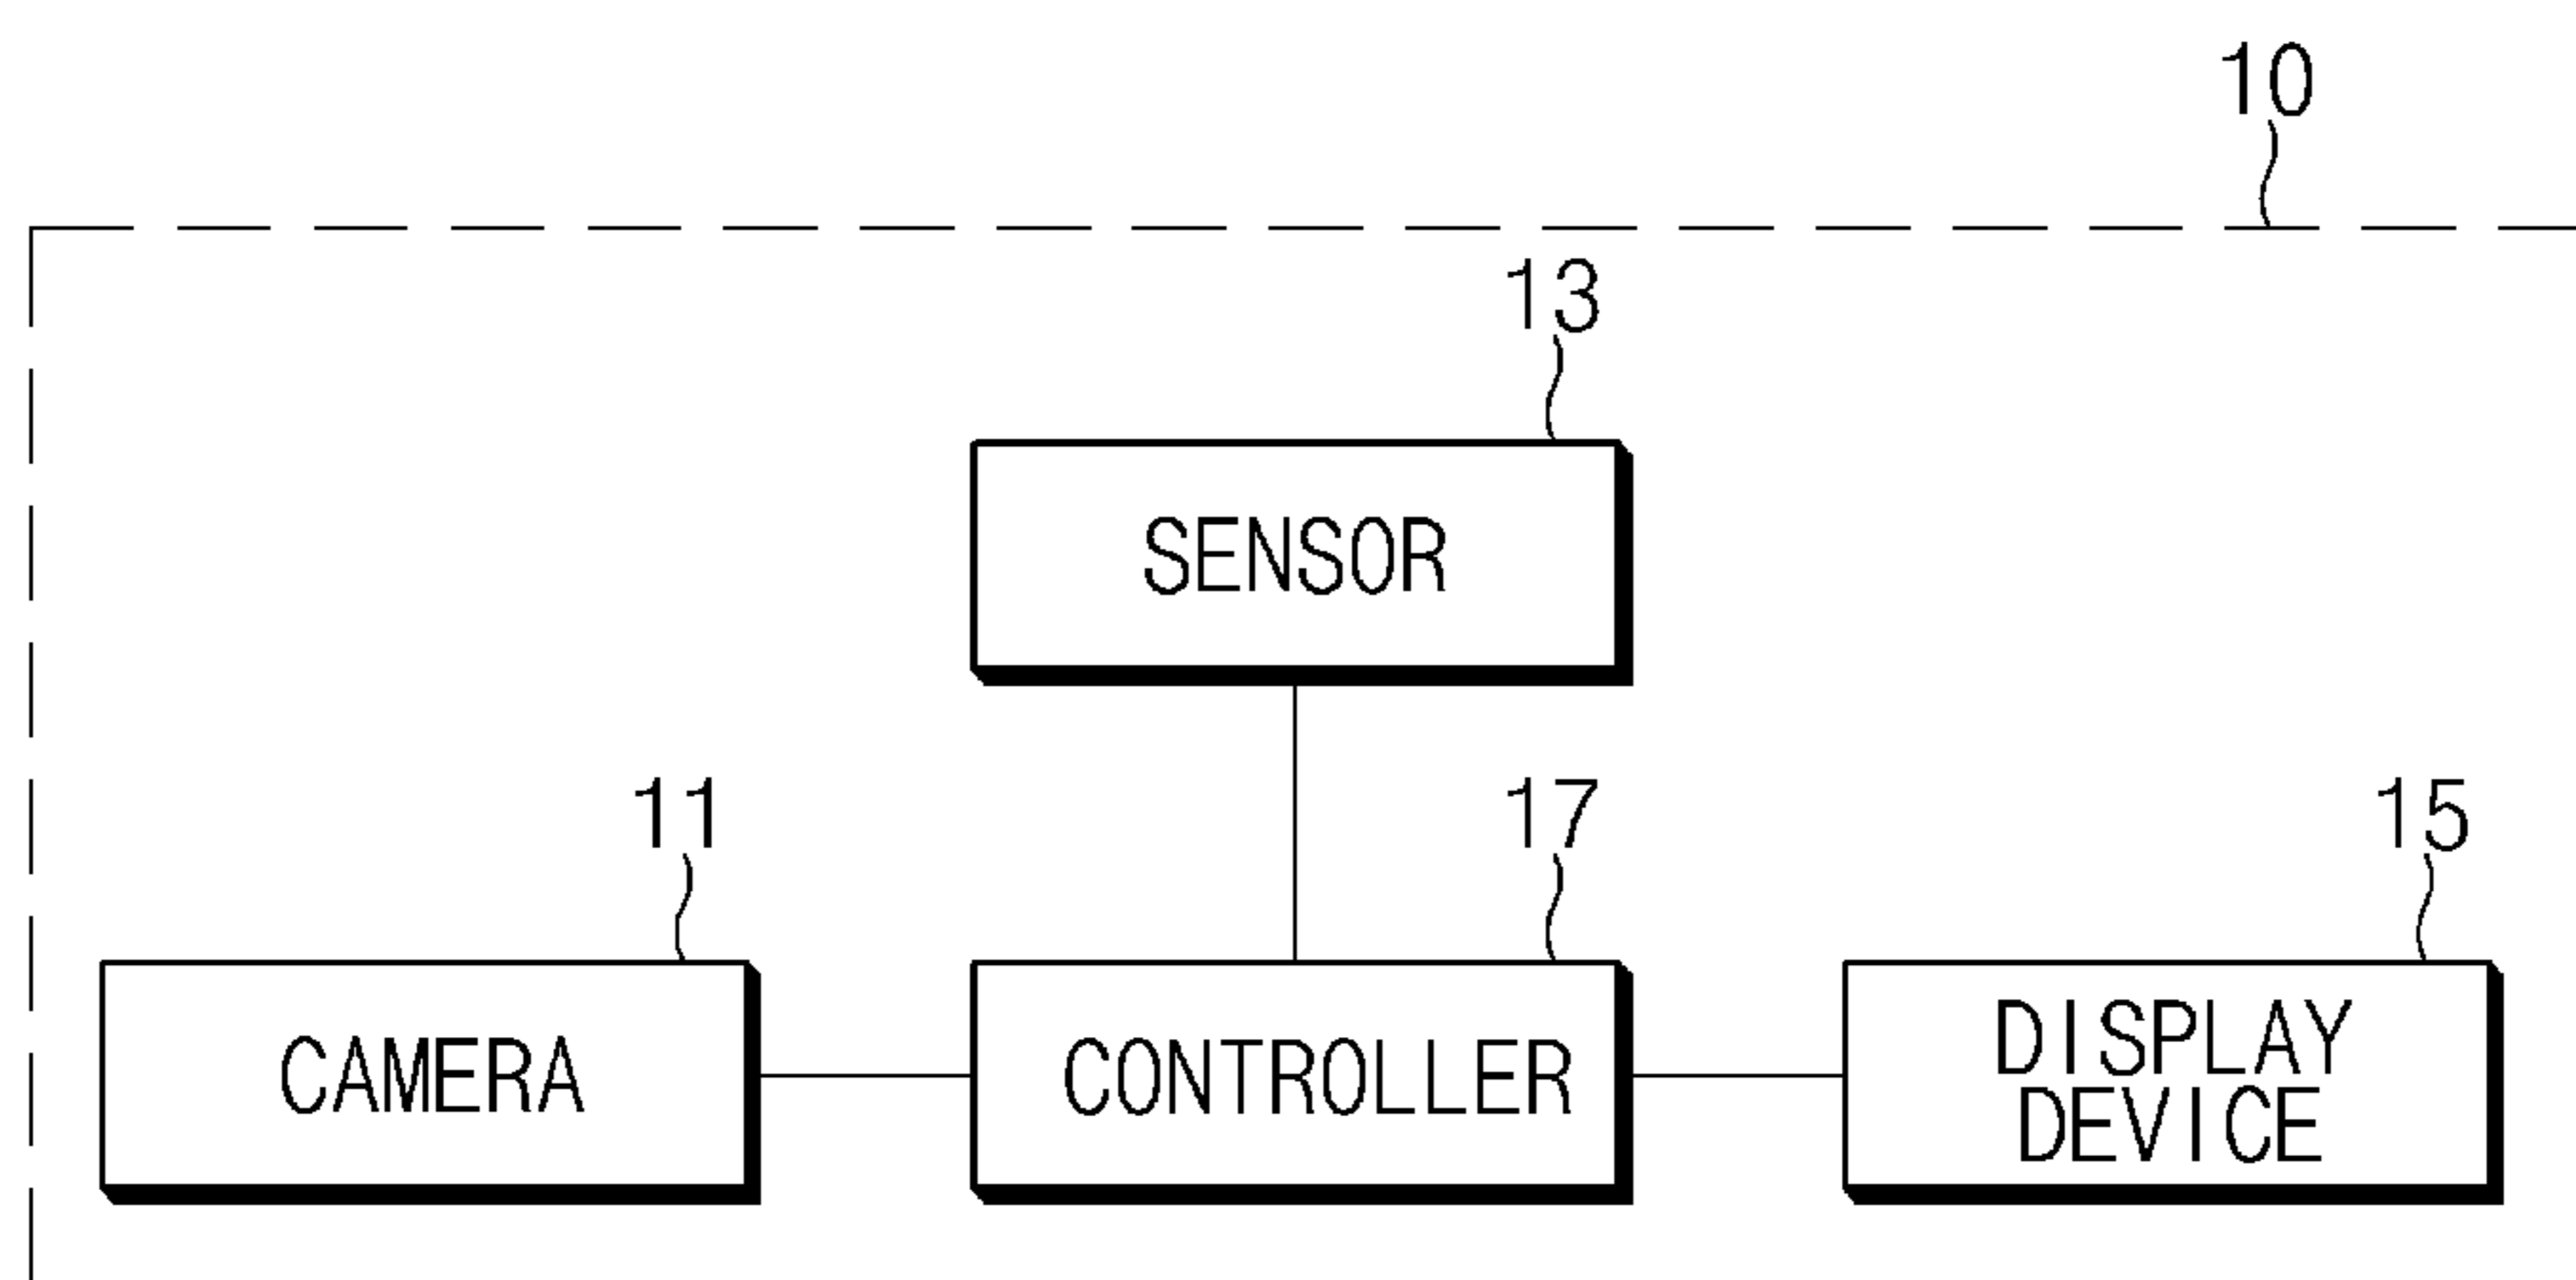 10
13
SENSOR
11
17
15
CAMERA
CONTROLLER
DISPLAY
DEVICE